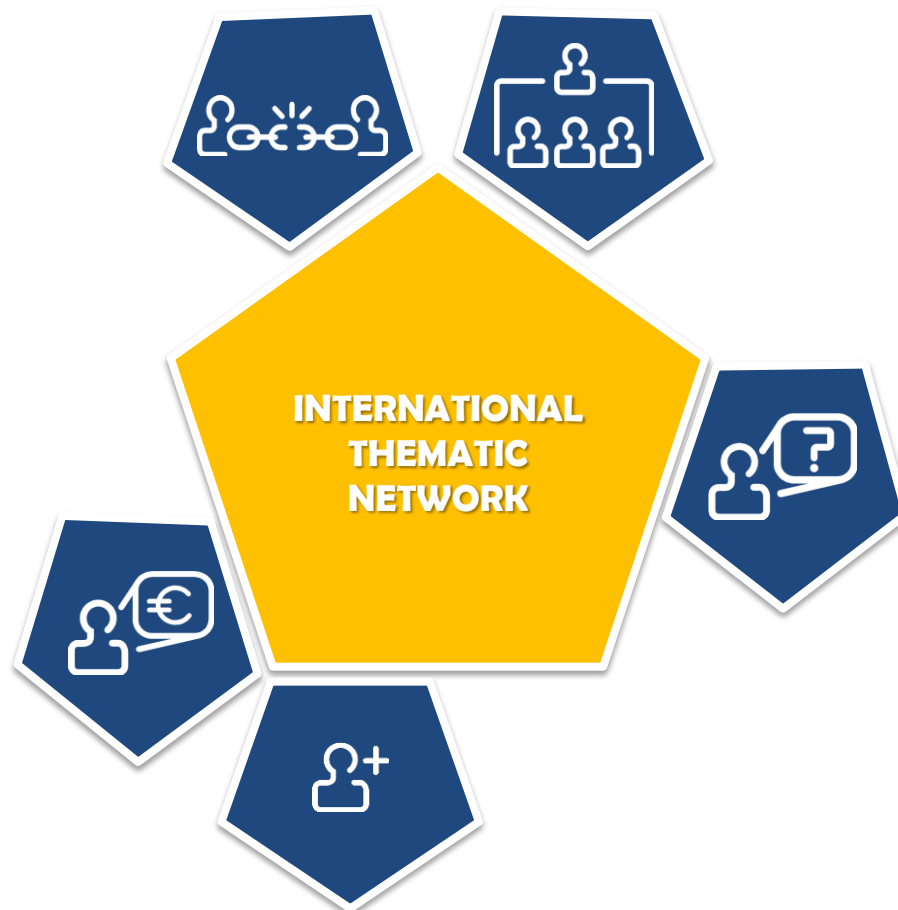 INTERNATIONAL
THEMATIC
NETWORK
?
€
+